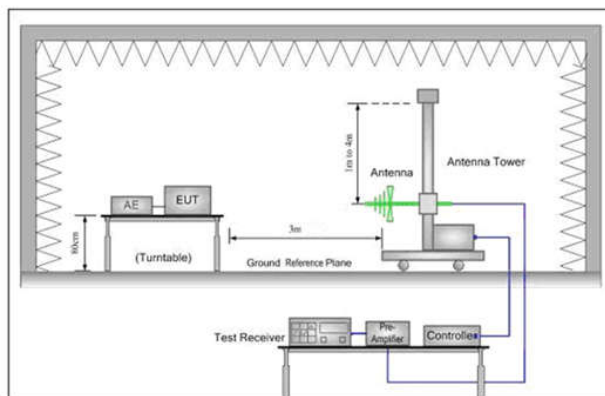 1m to 4m
Antenna
Antenna Tower
AE
EUT
80cm
(Turntable)
3m
Ground Reference Plane
Test Receiver
Pre-
Amplifier
Controller